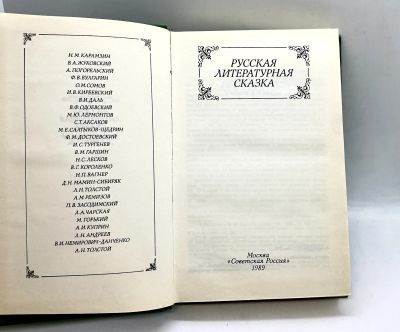 Н. М. КАРАМЗИН
В. А. ЖУКОВСКИЙ
А. ПОГОРЕЛЬСКИЙ
Ф. В. БУЛГАРИН
О. М. СОМОВ
И. В. КИРЕЕВСКИЙ
В. И. ДАЛЬ
В. Ф. ОДОЕВСКИЙ
М. Ю. ЛЕРМОНТОВ
С. Т. АКСАКОВ
М. Е. САЛТЫКОВ-ЩЕДРИН
Ф. М. ДОСТОЕВСКИЙ
И. С. ТУРГЕНЕВ
В. М. ГАРШИН
Н. С. ЛЕСКОВ
В. Г. КОРОЛЕНКО
Н. П. ВАГНЕР
Д. Н. МАМИН-СИБИРЯК
Л. Н. ТОЛСТОЙ
А. М. РЕМИЗОВ
П. В. ЗАСОДИМСКИЙ
Л. А. ЧАРСКАЯ
М. ГОРЬКИЙ
А. И. КУПРИН
Л. Н. АНДРЕЕВ
В. И. НЕМИРОВИЧ-ДАНЧЕНКО
А. Н. ТОЛСТОЙ
РУССКАЯ
ЛИТЕРАТУРНАЯ
СКАЗКА
Москва
«Советская Россия»
1989